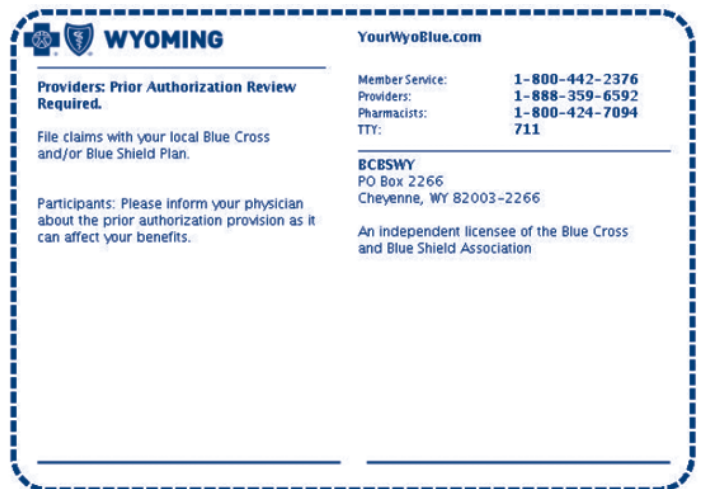 WYOMING
Providers: Prior Authorization Review
Required.
File claims with your local Blue Cross
and/or Blue Shield Plan.
Participants: Please inform your physician
about the prior authorization provision as it
can affect your benefits.
YourWyoBlue.com
Member Service: 1-800-442-2376
Providers: 1-888-359-6592
Pharmacists: 1-800-424-7094
TTY: 711
BCBSWY
PO Box 2266
Cheyenne, WY 82003-2266
An independent licensee of the Blue Cross
and Blue Shield Association